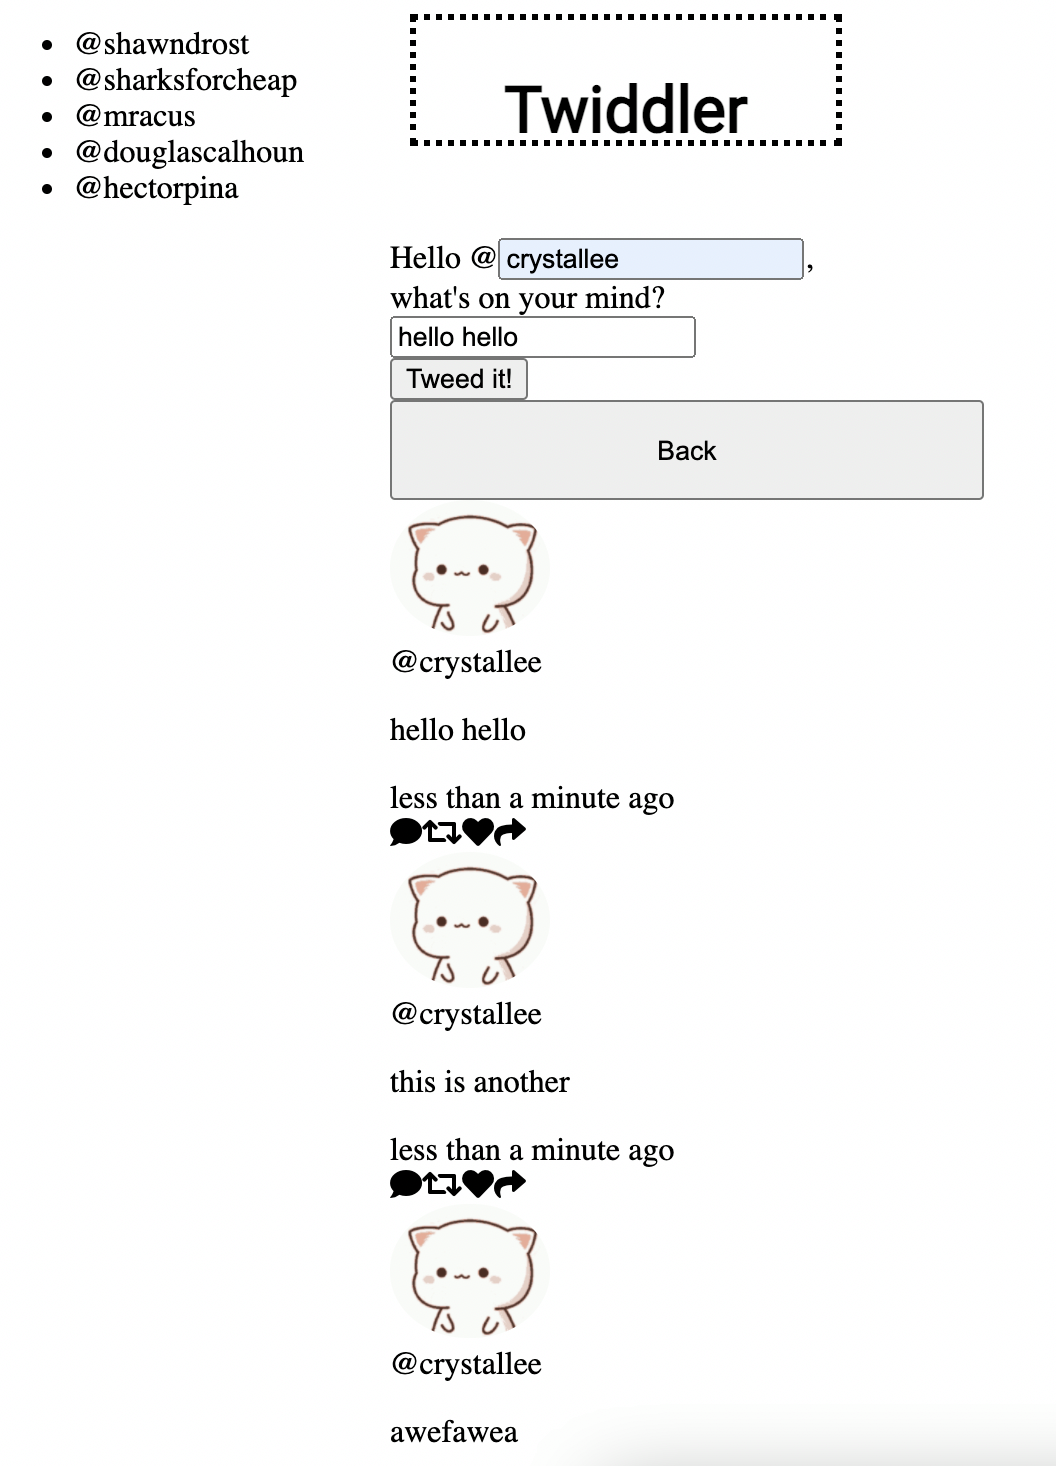 @shawndrost
@sharksforcheap
@mracus
@douglascalhoun
@hectorpina
Twiddler
Hello @crystallee,
what's on your mind?
hello hello
Tweed it!
Back
@crystallee
hello hello
less than a minute ago
@crystallee
this is another
less than a minute ago
@crystallee
awefawea